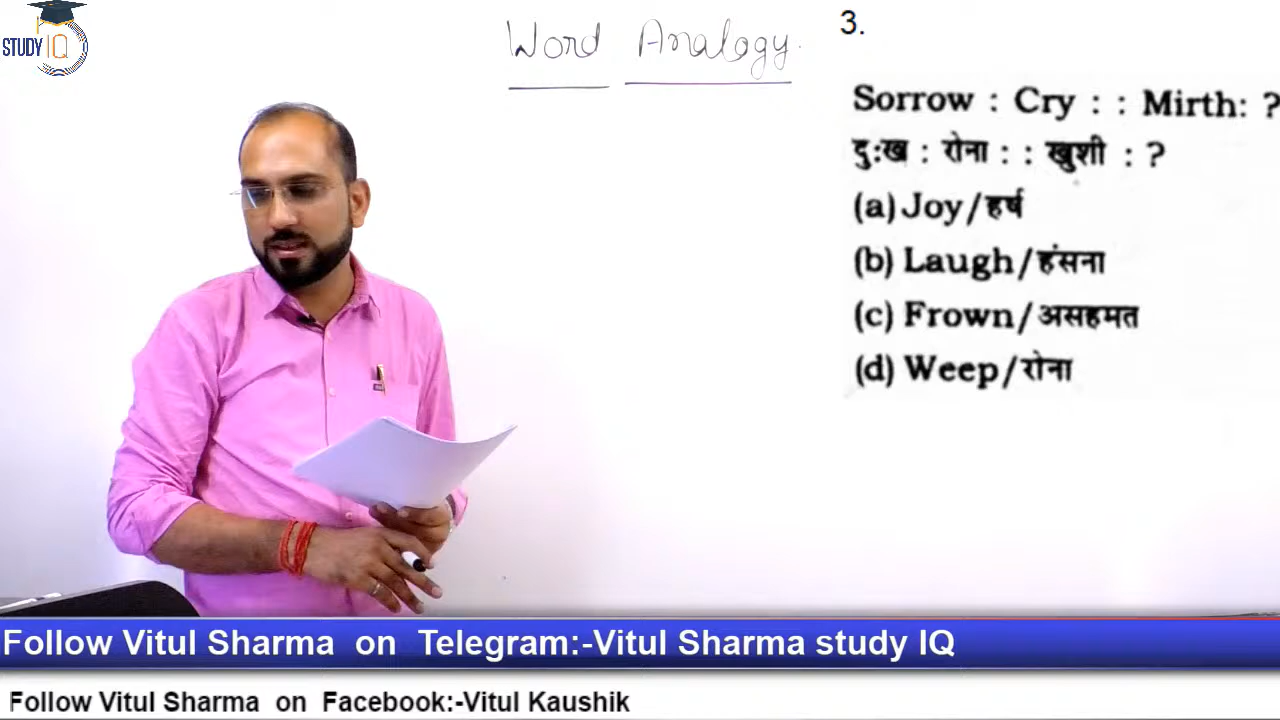 STUDY IQ
Word Analogy.
3.
Sorrow : Cry : : Mirth: ?
दुःख : रोना : : खुशी : ?
(a) Joy/हर्ष
(b) Laugh/हंसना
(c) Frown/असहमत
(d) Weep/रोना
Follow Vitul Sharma on Telegram:-Vitul Sharma study IQ
Follow Vitul Sharma on Facebook:-Vitul Kaushik